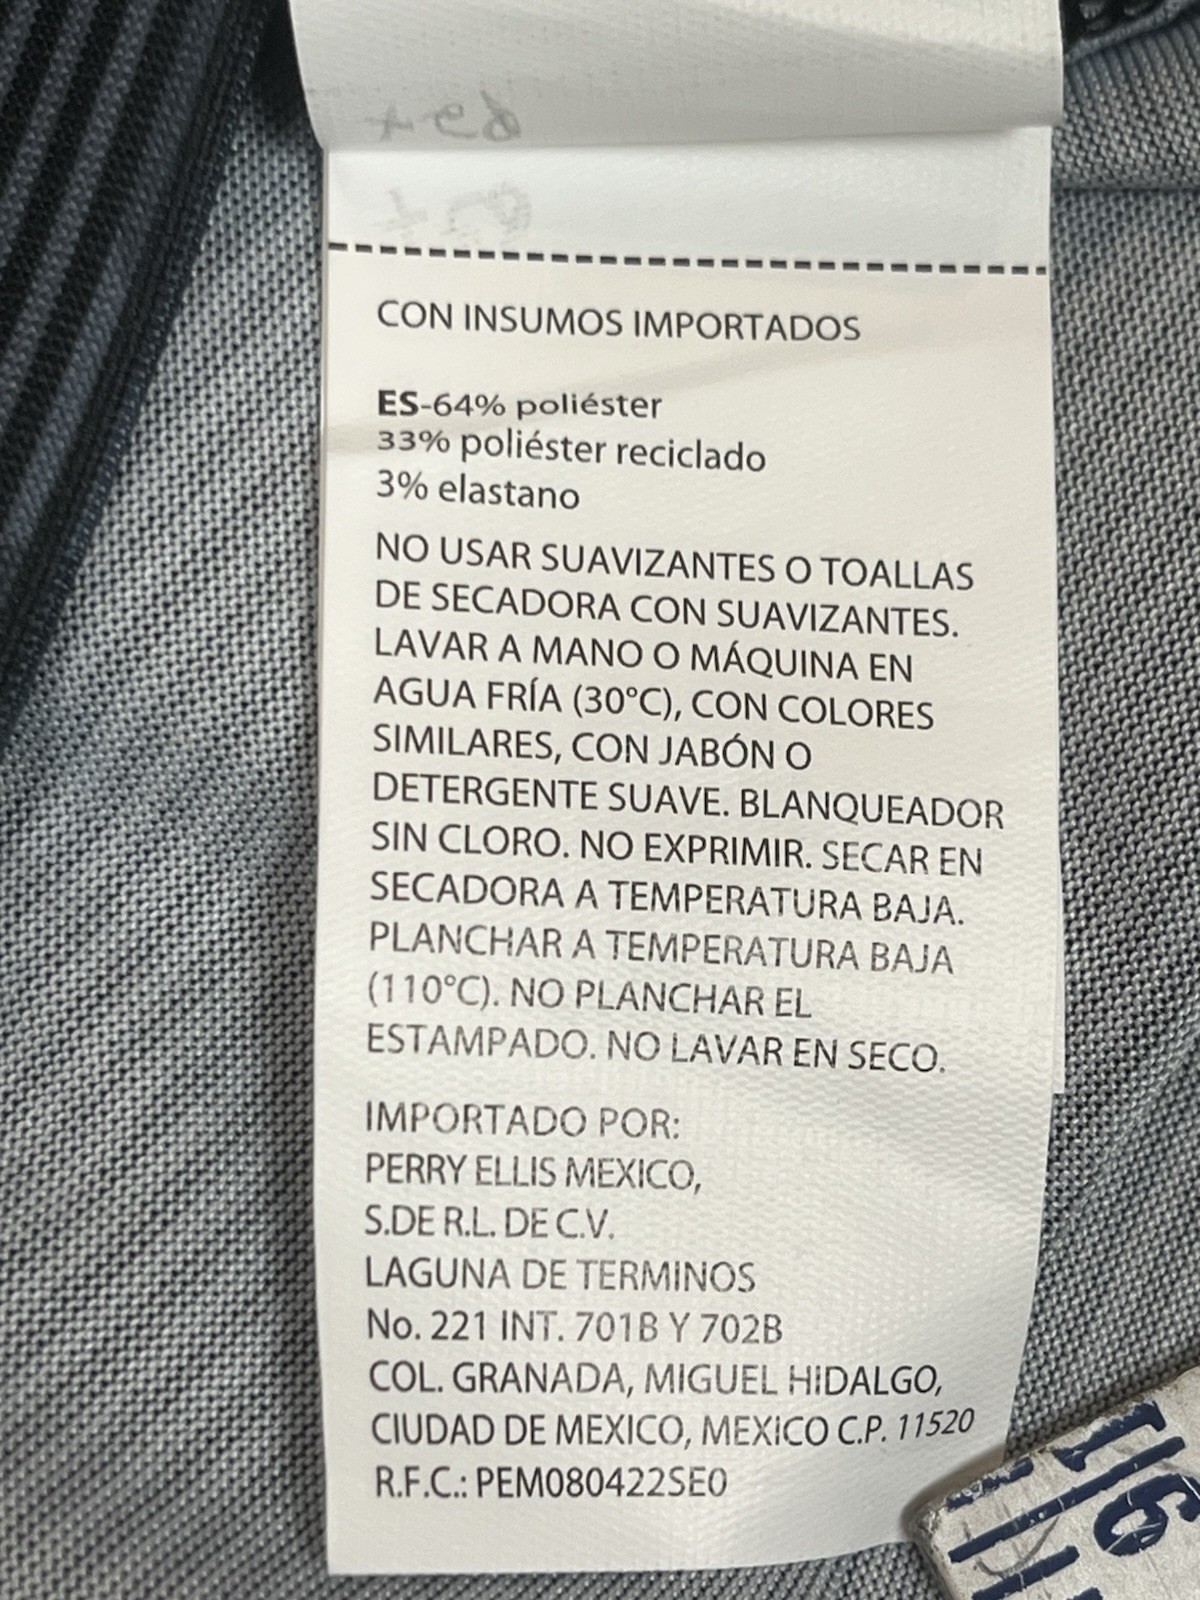 CON INSUMOS IMPORTADOS
ES-64% poliéster
33% poliéster reciclado
3% elastano
NO USAR SUAVIZANTES O TOALLAS
DE SECADORA CON SUAVIZANTES.
LAVAR A MANO O MÁQUINA EN
AGUA FRÍA (30°C), CON COLORES
SIMILARES, CON JABÓN O
DETERGENTE SUAVE. BLANQUEADOR
SIN CLORO. NO EXPRIMIR. SECAR EN
SECADORA A TEMPERATURA BAJA.
PLANCHAR A TEMPERATURA BAJA
(110°C). NO PLANCHAR EL
ESTAMPADO. NO LAVAR EN SECO.
IMPORTADO POR:
PERRY ELLIS MEXICO,
S.DE R.L. DE C.V.
LAGUNA DE TERMINOS
No. 221 INT. 701B Y 702B
COL. GRANADA, MIGUEL HIDALGO,
CIUDAD DE MEXICO, MEXICO C.P. 11520
R.F.C.: PEM080422SE0